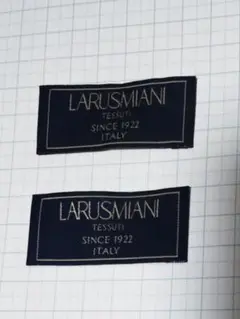 LARUSMIANI
TESSUTI
SINCE 1922
ITALY
LARUSMIANI
TESSUTI
SINCE 1922
ITALY